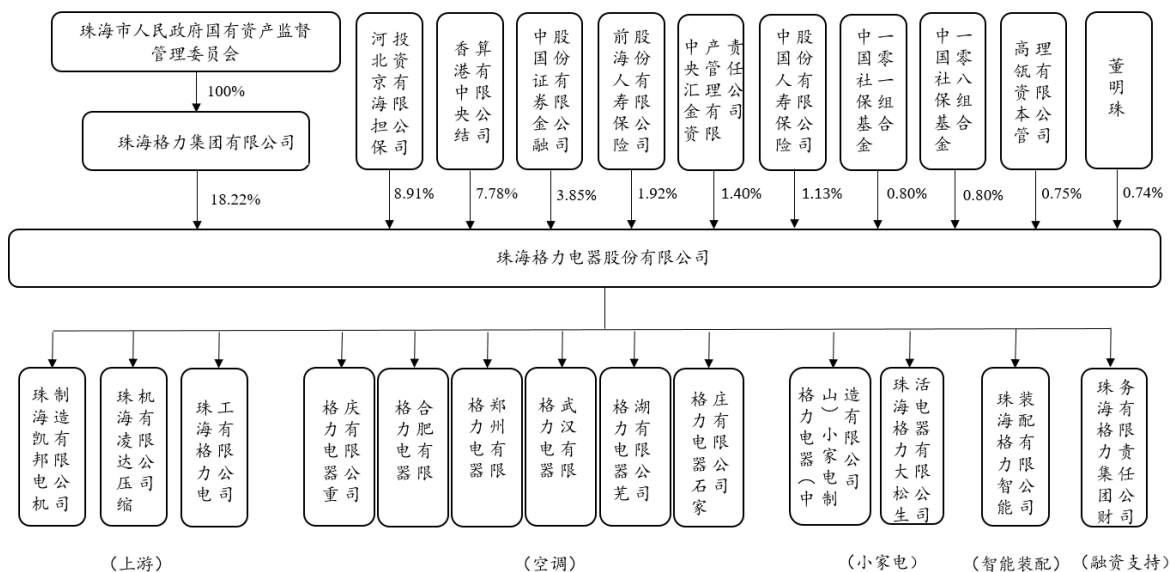 珠海市人民政府国有资产监督
管理委员会
100%
珠海格力集团有限公司
河北京海担保
投资有限公司
香港中央结
算有限公司
中国证券金融
股份有限公司
前海人寿保险
股份有限公司
中央汇金资
产管理有限
责任公司
中国人寿保险
股份有限公司
中国社保基金
一零一组合
中国社保基金
一零八组合
高瓴资本管
理有限公司
董明珠
18.22%
8.91%
7.78%
3.85%
1.92%
1.40%
1.13%
0.80%
0.80%
0.75%
0.74%
珠海格力电器股份有限公司
珠海凯邦电机
制造有限公司
珠海凌达压缩
机有限公司
珠海格力电
工有限公司
格力电器重
庆有限公司
格力电器
合肥有限
格力电器
郑州有限
格力电器
武汉有限
格力电器芜
湖有限公司
格力电器石家
庄有限公司
格力电器（中
山）小家电制
造有限公司
珠海格力大松生
活电器有限公司
珠海格力智能
装配有限公司
珠海格力集团财
务有限责任公司
（上游）
（空调）
（小家电）
（智能装配）
（融资支持）